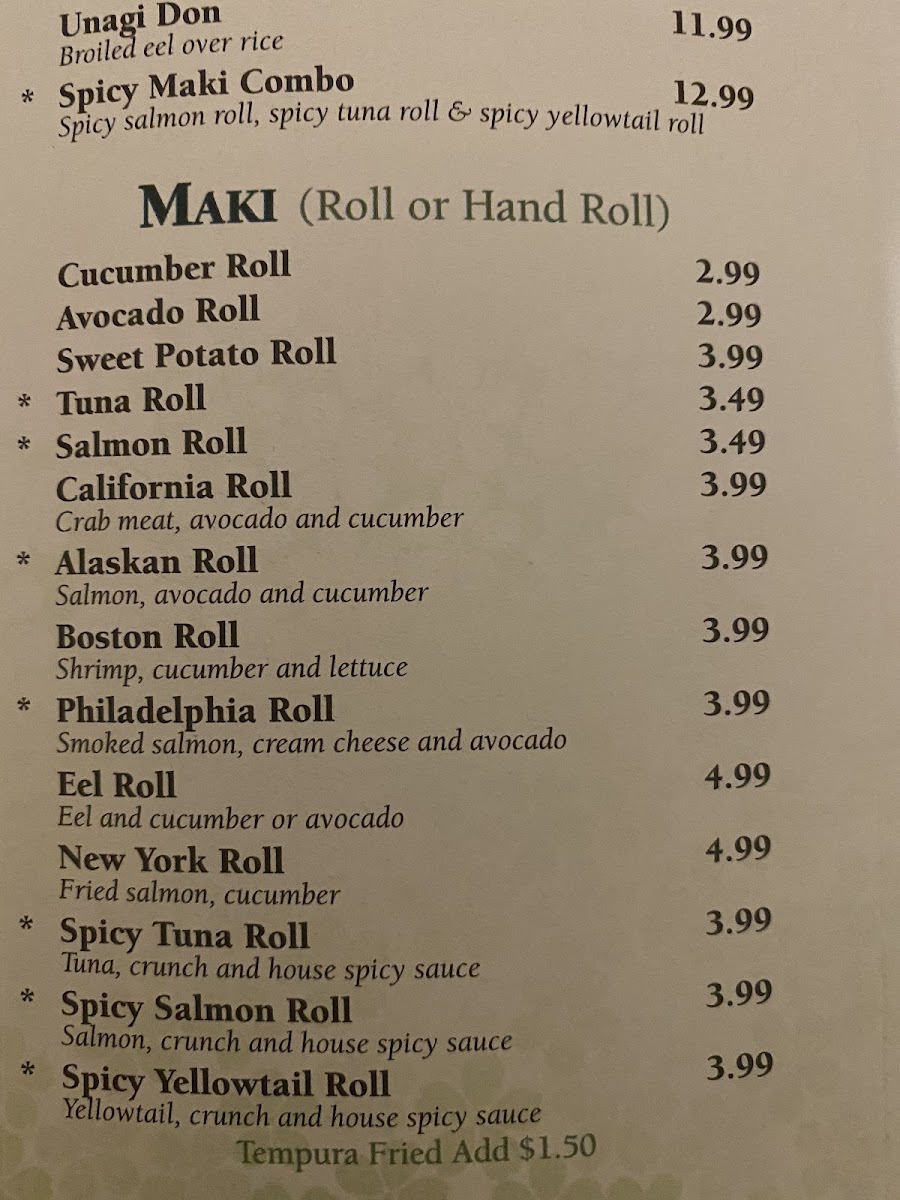 Unagi Don 11.99
Broiled eel over rice
* Spicy Maki Combo 12.99
Spicy salmon roll, spicy tuna roll & spicy yellowtail roll
MAKI (Roll or Hand Roll)
Cucumber Roll 2.99
Avocado Roll 2.99
Sweet Potato Roll 3.99
* Tuna Roll 3.49
* Salmon Roll 3.49
California Roll 3.99
Crab meat, avocado and cucumber
* Alaskan Roll 3.99
Salmon, avocado and cucumber
Boston Roll 3.99
Shrimp, cucumber and lettuce
* Philadelphia Roll 3.99
Smoked salmon, cream cheese and avocado
Eel Roll 4.99
Eel and cucumber or avocado
New York Roll 4.99
Fried salmon, cucumber
* Spicy Tuna Roll 3.99
Tuna, crunch and house spicy sauce
* Spicy Salmon Roll 3.99
Salmon, crunch and house spicy sauce
* Spicy Yellowtail Roll 3.99
Yellowtail, crunch and house spicy sauce
Tempura Fried Add $1.50